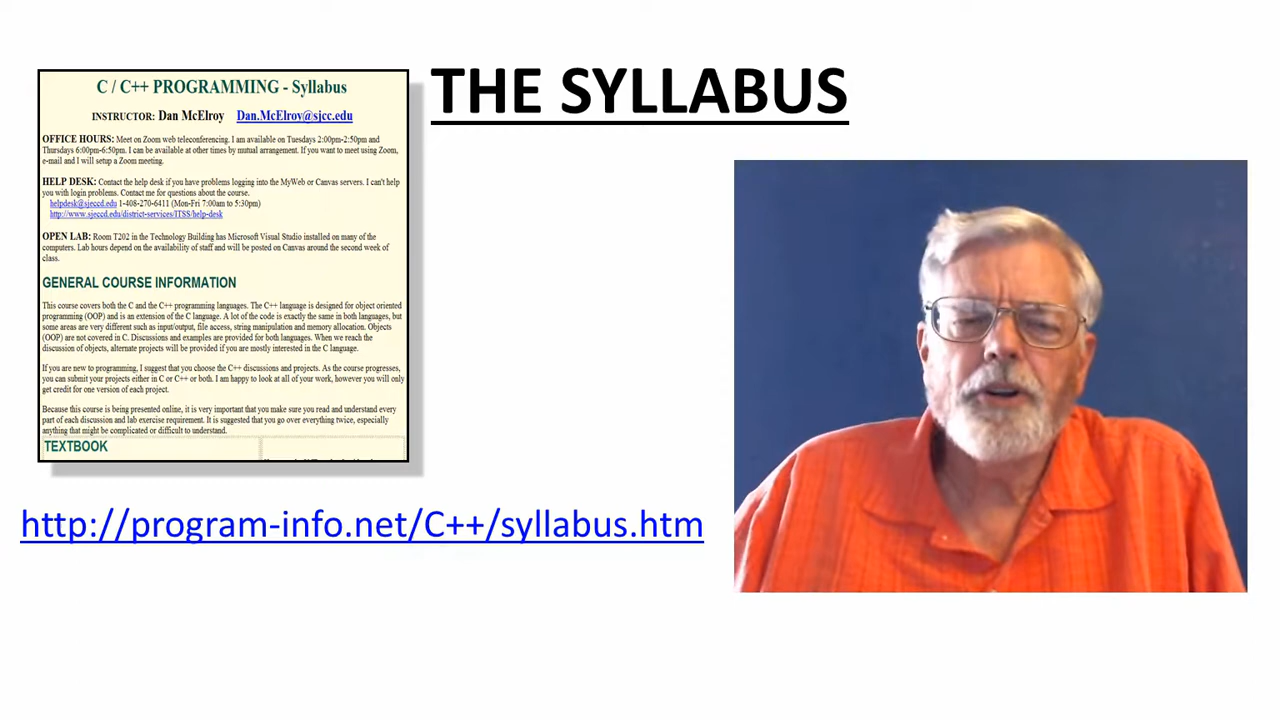 THE SYLLABUS
C / C++ PROGRAMMING - Syllabus
INSTRUCTOR: Dan McElroy Dan.McElroy@sjcc.edu
OFFICE HOURS: Meet on Zoom web teleconferencing. I am available on Tuesdays 2:00pm-2:50pm and
Thursdays 6:00pm-6:50pm. I can be available at other times by mutual arrangement. If you want to meet using Zoom,
e-mail and I will setup a Zoom meeting.
HELP DESK: Contact the help desk if you have problems logging into the MyWeb or Canvas servers. I can't help
you with login problems. Contact me for questions about the course.
helpdesk@sjeccd.edu 1-408-270-6411 (Mon-Fri 7:00am to 5:30pm)
http://www.sjeccd.edu/district-services/ITSS/help-desk
OPEN LAB: Room T202 in the Technology Building has Microsoft Visual Studio installed on many of the
computers. Lab hours depend on the availability of staff and will be posted on Canvas around the second week of
class.
GENERAL COURSE INFORMATION
This course covers both the C and the C++ programming languages. The C++ language is designed for object oriented
programming (OOP) and is an extension of the C language. A lot of the code is exactly the same in both languages, but
some areas are very different such as input/output, file access, string manipulation and memory allocation. Objects
(OOP) are not covered in C. Discussions and examples are provided for both languages. When we reach the
discussion of objects, alternate projects will be provided if you are mostly interested in the C language.
If you are new to programming, I suggest that you choose the C++ discussions and projects. As the course progresses,
you can submit your projects either in C or C++ or both. I am happy to look at all of your work, however you will only
get credit for one version of each project.
Because this course is being presented online, it is very important that you make sure you read and understand every
part of each discussion and lab exercise requirement. It is suggested that you go over everything twice, especially
anything that might be complicated or difficult to understand.
TEXTBOOK
http://program-info.net/C++/syllabus.htm